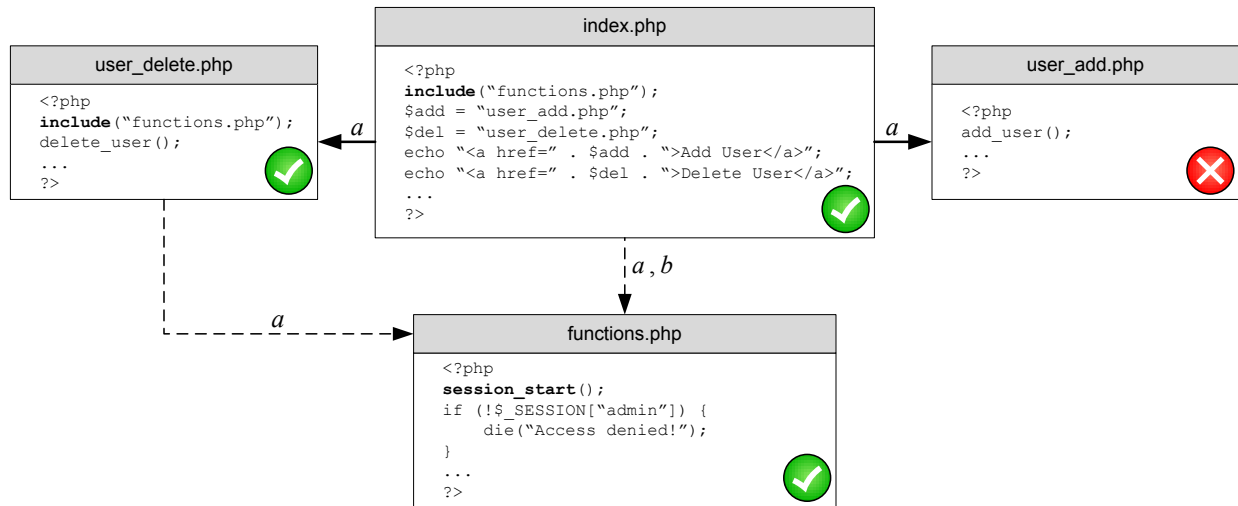 index.php
<?php
include(“functions.php”);
$add = “user_add.php”;
$del = “user_delete.php”;
echo “<a href=” . $add . “>Add User</a>”;
echo “<a href=” . $del . “>Delete User</a>”;
...
?>
user_delete.php
<?php
include(“functions.php”);
delete_user();
...
?>
a
a
user_add.php
<?php
add_user();
...
?>
a , b
a
functions.php
<?php
session_start();
if (!$_SESSION[“admin”]) {
    die(“Access denied!”);
}
...
?>